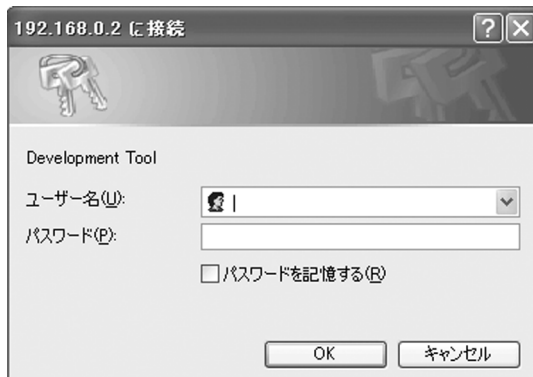 192.168.0.2 に接続
Development Tool
ユーザー名(U):
パスワード(P):
パスワードを記憶する(R)
OK
キャンセル